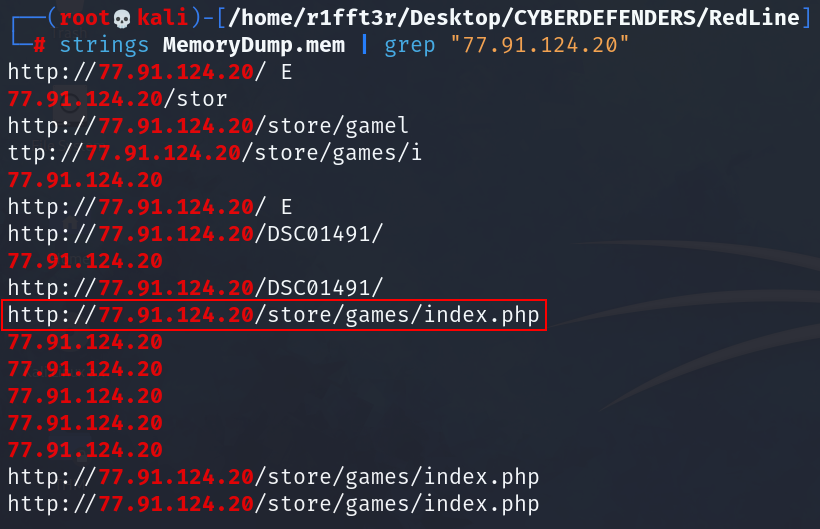 ┌──(root💀kali)-[/home/r1fft3r/Desktop/CYBERDEFENDERS/RedLine]
└─# strings MemoryDump.mem | grep "77.91.124.20"
http://77.91.124.20/ E
77.91.124.20/stor
http://77.91.124.20/store/gamel
ttp://77.91.124.20/store/games/i
77.91.124.20
http://77.91.124.20/ E
http://77.91.124.20/DSC01491/
77.91.124.20
http://77.91.124.20/DSC01491/
http://77.91.124.20/store/games/index.php
77.91.124.20
77.91.124.20
77.91.124.20
77.91.124.20
77.91.124.20
http://77.91.124.20/store/games/index.php
http://77.91.124.20/store/games/index.php